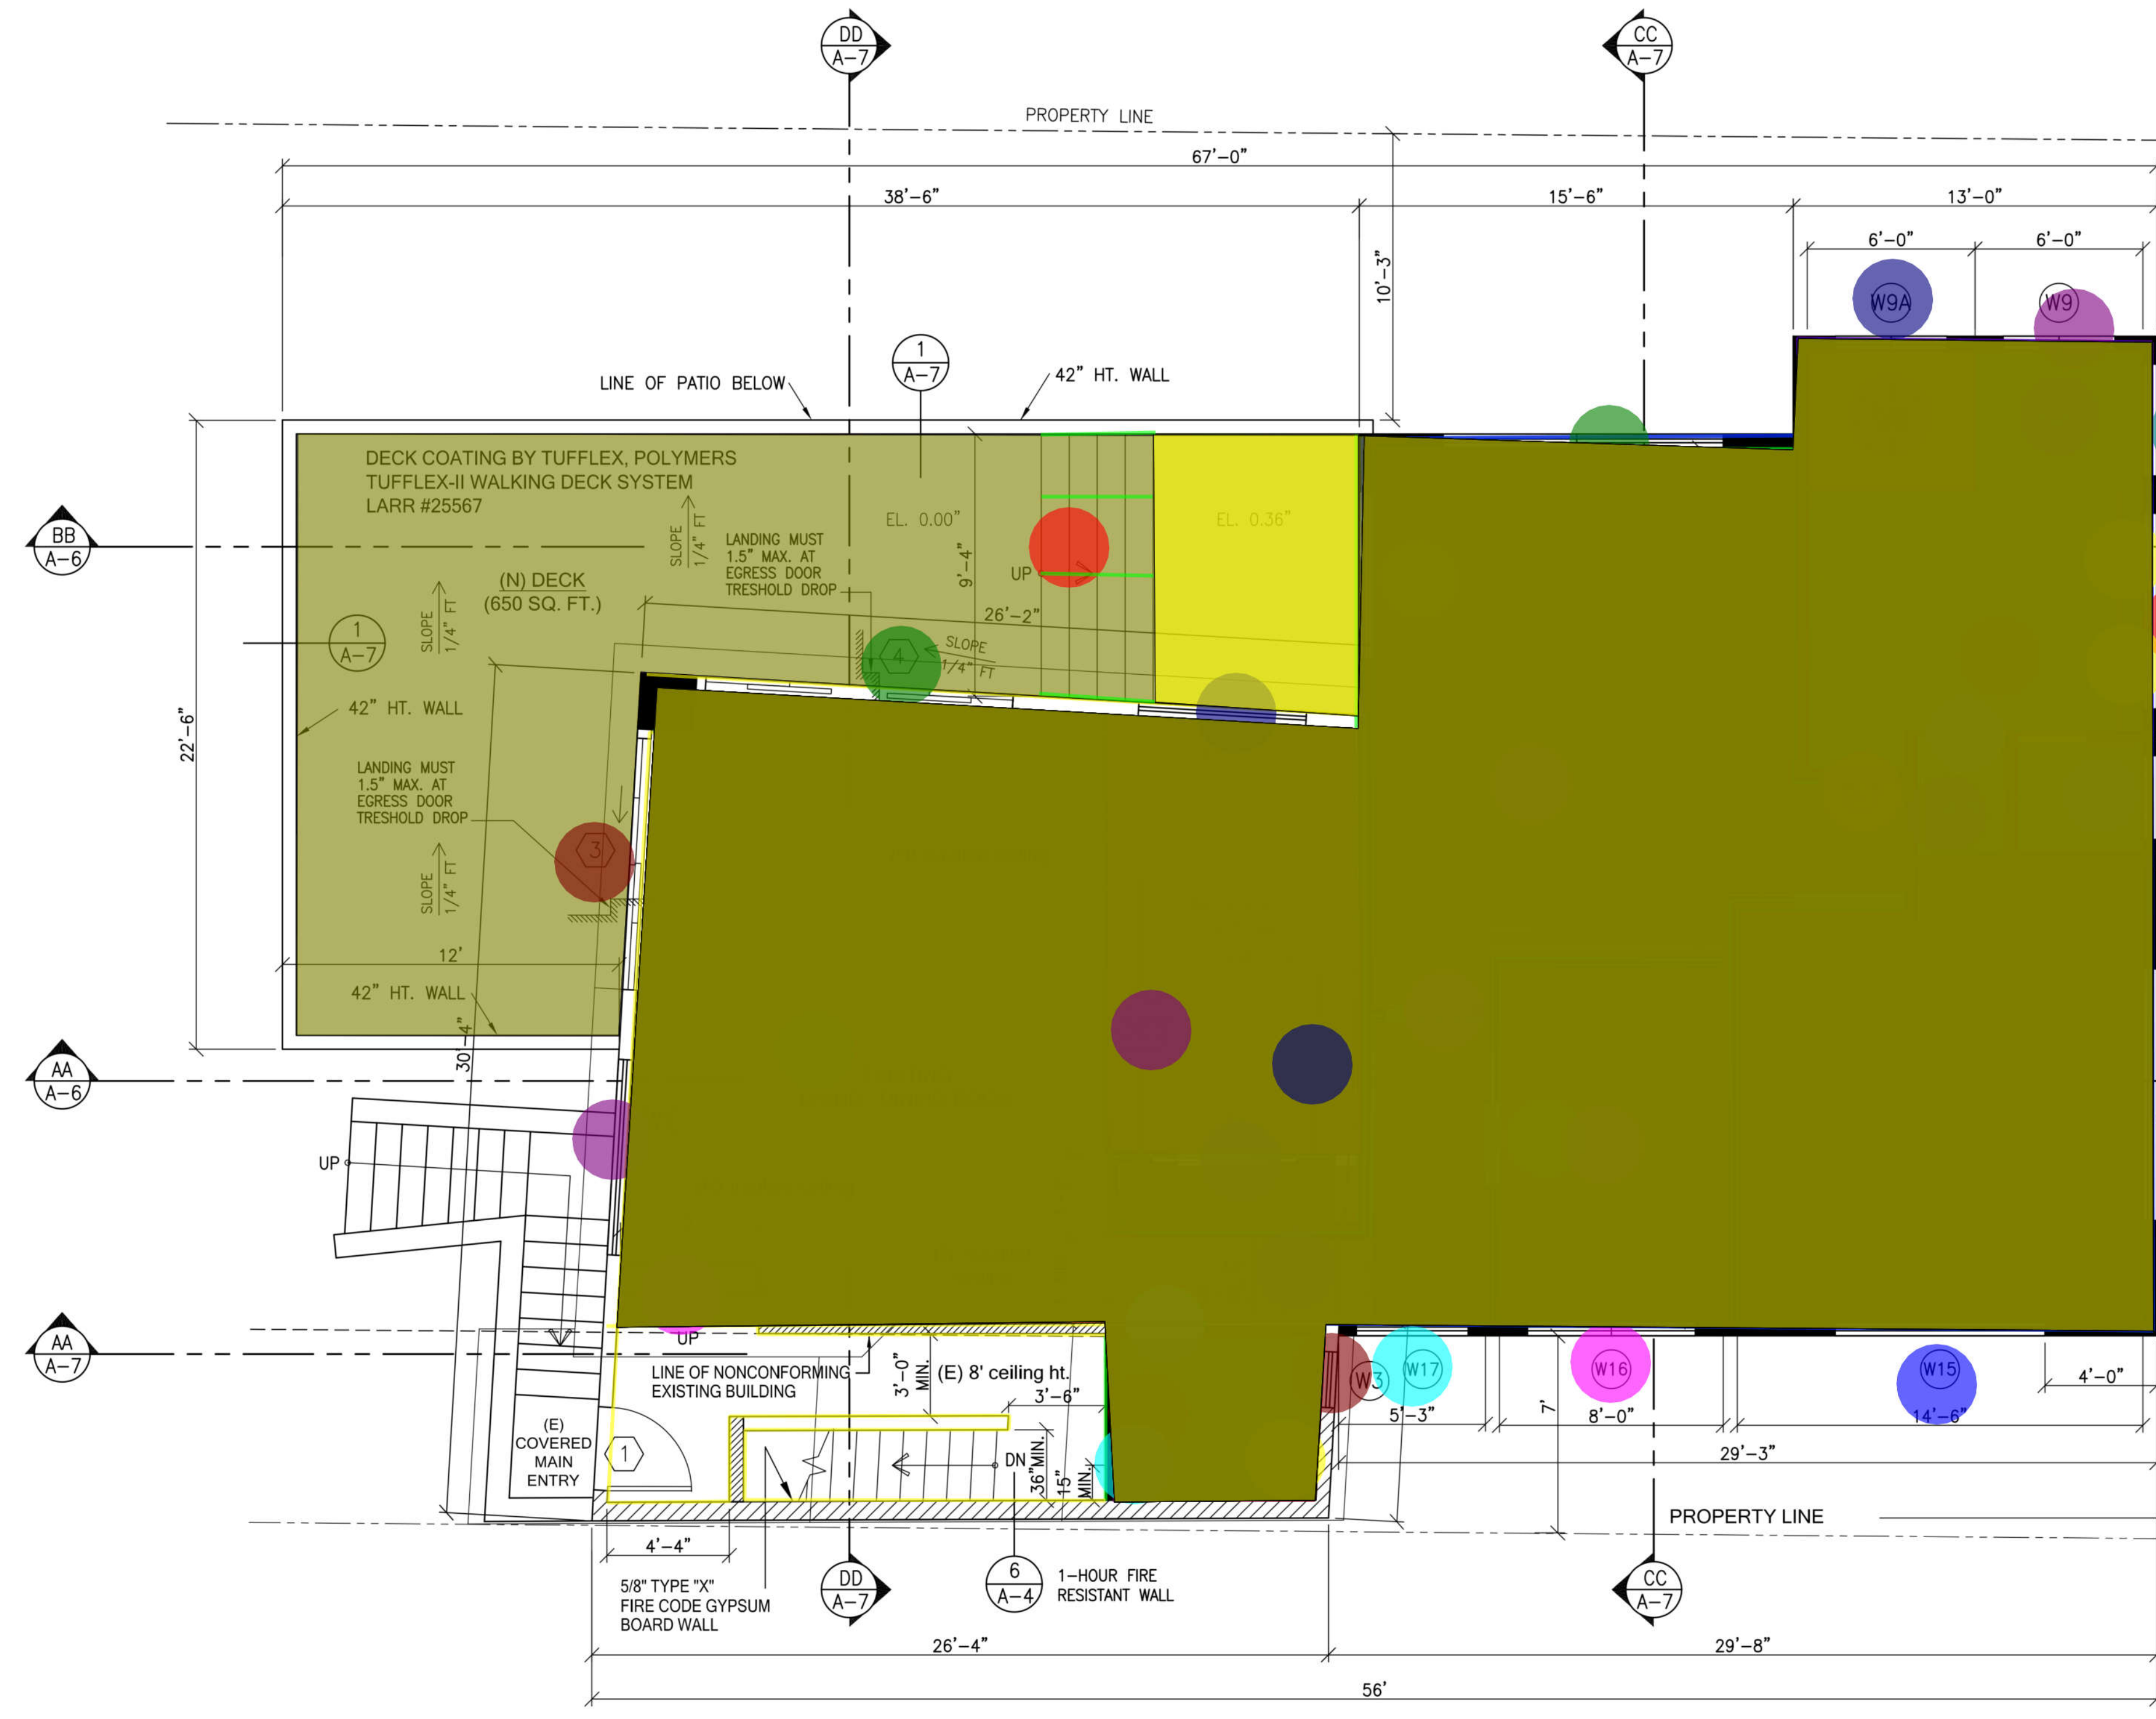 DD
A-7
CC
A-7
PROPERTY LINE
67'-0"
38'-6"
15'-6"
13'-0"
6'-0"
6'-0"
10'-3"
W9A
W9
1
A-7
LINE OF PATIO BELOW
42" HT. WALL
DECK COATING BY TUFFLEX, POLYMERS
TUFFLEX-II WALKING DECK SYSTEM
LARR #25567
EL. 0.00"
EL. 0.36"
SLOPE
1/4" FT
LANDING MUST
1.5" MAX. AT
EGRESS DOOR
TRESHOLD DROP
9'-4"
UP
BB
A-6
(N) DECK
(650 SQ. FT.)
SLOPE
1/4" FT
26'-2"
1
A-7
4
SLOPE
1/4" FT
42" HT. WALL
22'-6"
LANDING MUST
1.5" MAX. AT
EGRESS DOOR
TRESHOLD DROP
3
SLOPE
1/4" FT
12'
42" HT. WALL
30'-4"
AA
A-6
UP
AA
A-7
UP
LINE OF NONCONFORMING
EXISTING BUILDING
3'-0"
MIN.
(E) 8' ceiling ht.
3'-6"
W3
W17
W16
W15
4'-0"
5'-3"
8'-0"
14'-6"
7'
29'-3"
(E)
COVERED
MAIN
ENTRY
1
DN
36"MIN.
15"
MIN.
PROPERTY LINE
4'-4"
5/8" TYPE "X"
FIRE CODE GYPSUM
BOARD WALL
DD
A-7
6
A-4
1-HOUR FIRE
RESISTANT WALL
CC
A-7
26'-4"
29'-8"
56'